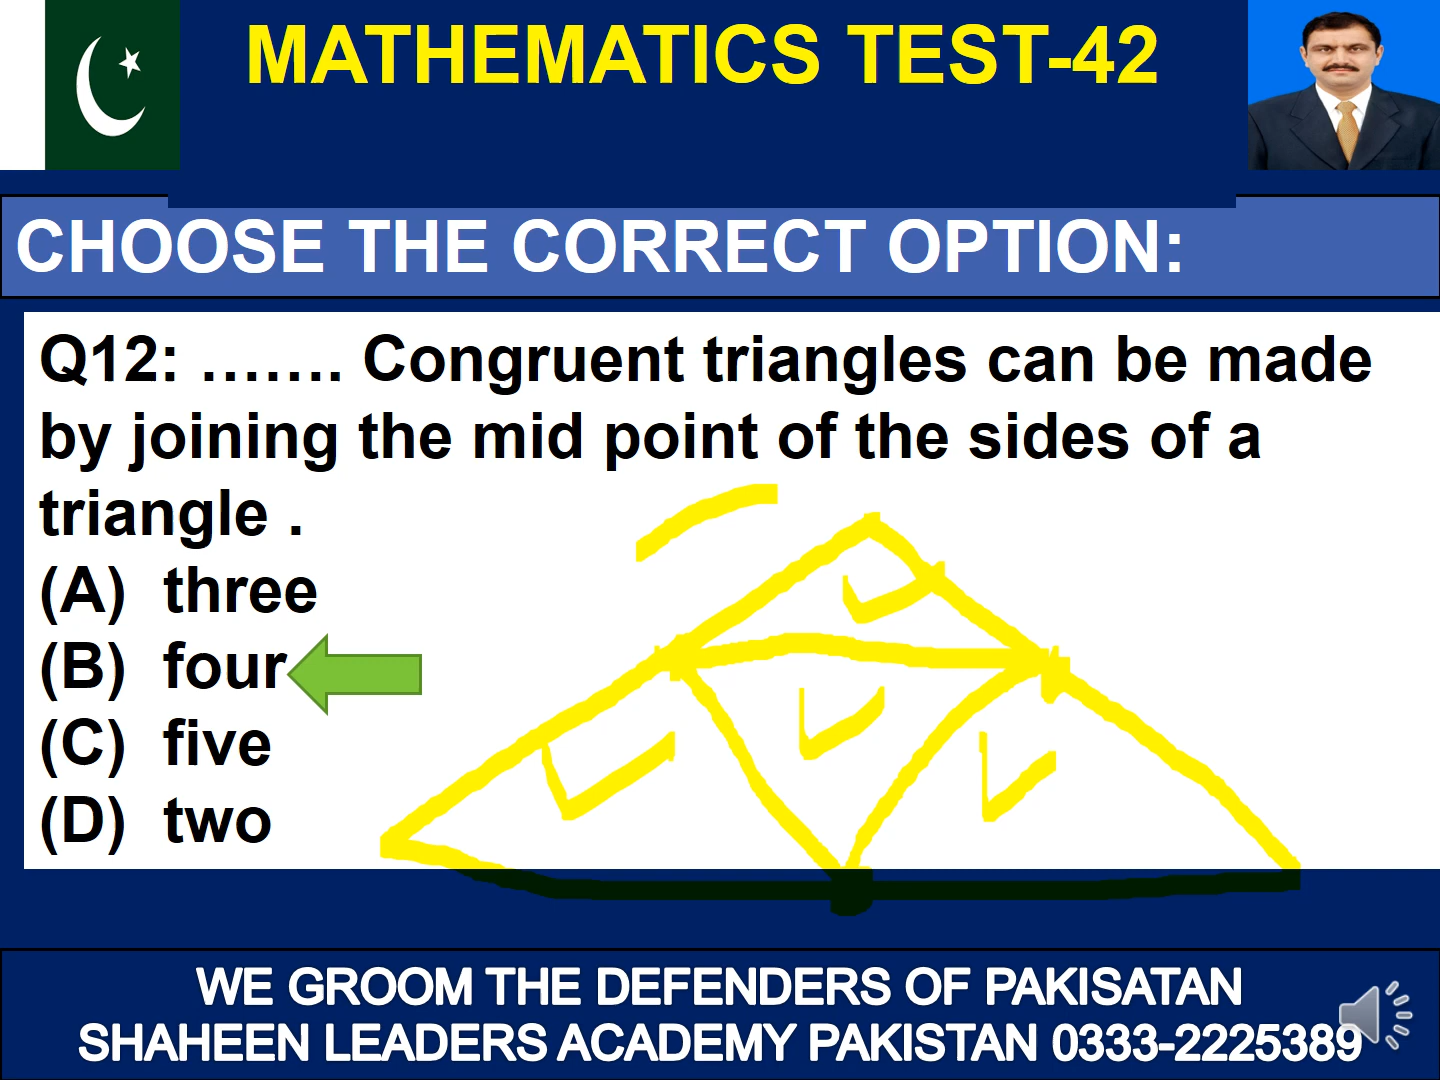 MATHEMATICS TEST-42
CHOOSE THE CORRECT OPTION:
Q12: ……. Congruent triangles can be made
by joining the mid point of the sides of a
triangle .
(A) three
(B) four
(C) five
(D) two
WE GROOM THE DEFENDERS OF PAKISATAN
SHAHEEN LEADERS ACADEMY PAKISTAN 0333-2225389